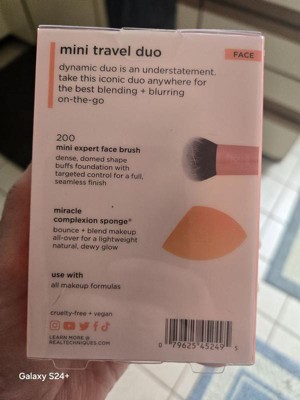 mini travel duo
FACE
dynamic duo is an understatement.
take this iconic duo anywhere for
the best blending + blurring
on-the-go
200
mini expert face brush
dense, domed shape
buffs foundation with
targeted control for a full,
seamless finish
miracle
complexion sponge®
bounce + blend makeup
all-over for a lightweight
natural, dewy glow
use with
all makeup formulas
cruelty-free + vegan
LEARN MORE @
REALTECHNIQUES.COM
0 79625 45249 5
Galaxy S24+